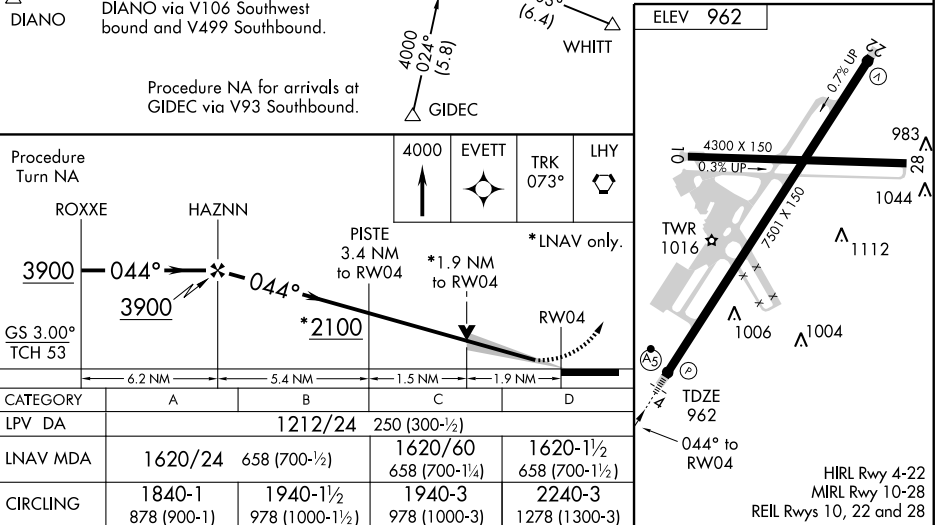 DIANO
DIANO via V106 Southwest
bound and V499 Southbound.
4000
024°
(5.8)
(6.4)
WHITT
Procedure NA for arrivals at
GIDEC via V93 Southbound.
GIDEC
Procedure
Turn NA
4000
EVETT
TRK
073°
LHY
ROXXE
HAZNN
PISTE
3.4 NM
to RW04
*LNAV only.
*1.9 NM
to RW04
3900
044°
044°
3900
*2100
RW04
GS 3.00°
TCH 53
6.2 NM
5.4 NM
1.5 NM
1.9 NM
CATEGORY A B C D
LPV DA 1212/24 250 (300-½)
LNAV MDA 1620/24 658 (700-½) 1620/60 658 (700-1¼) 1620-1½ 658 (700-1½)
CIRCLING 1840-1 878 (900-1) 1940-1½ 978 (1000-1½) 1940-3 978 (1000-3) 2240-3 1278 (1300-3)
ELEV 962
22
V
0.7% UP
983
4300 X 150
10
0.3% UP
28
1044
7501 X 150
TWR
1016
1112
1006
1004
A5
P
4
TDZE
962
044° to
RW04
HIRL Rwy 4-22
MIRL Rwy 10-28
REIL Rwys 10, 22 and 28